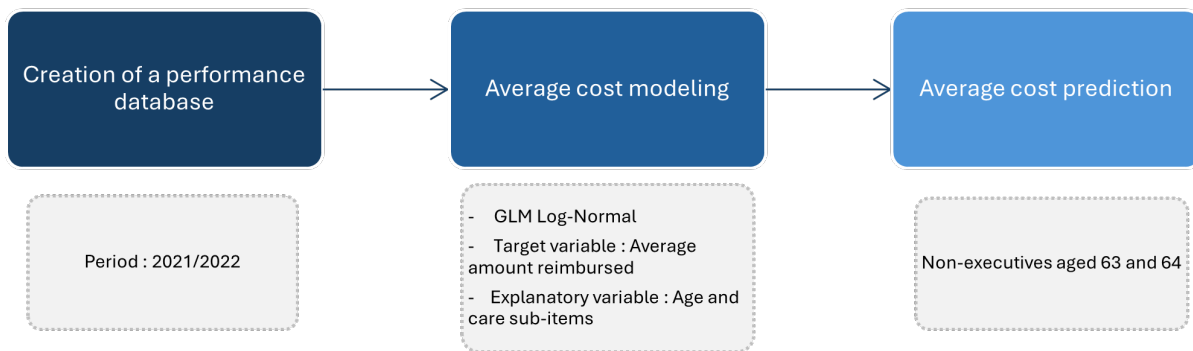 Creation of a performance
database
Average cost modeling
Average cost prediction
Period : 2021/2022
- GLM Log-Normal
- Target variable : Average
amount reimbursed
- Explanatory variable : Age and
care sub-items
Non-executives aged 63 and 64